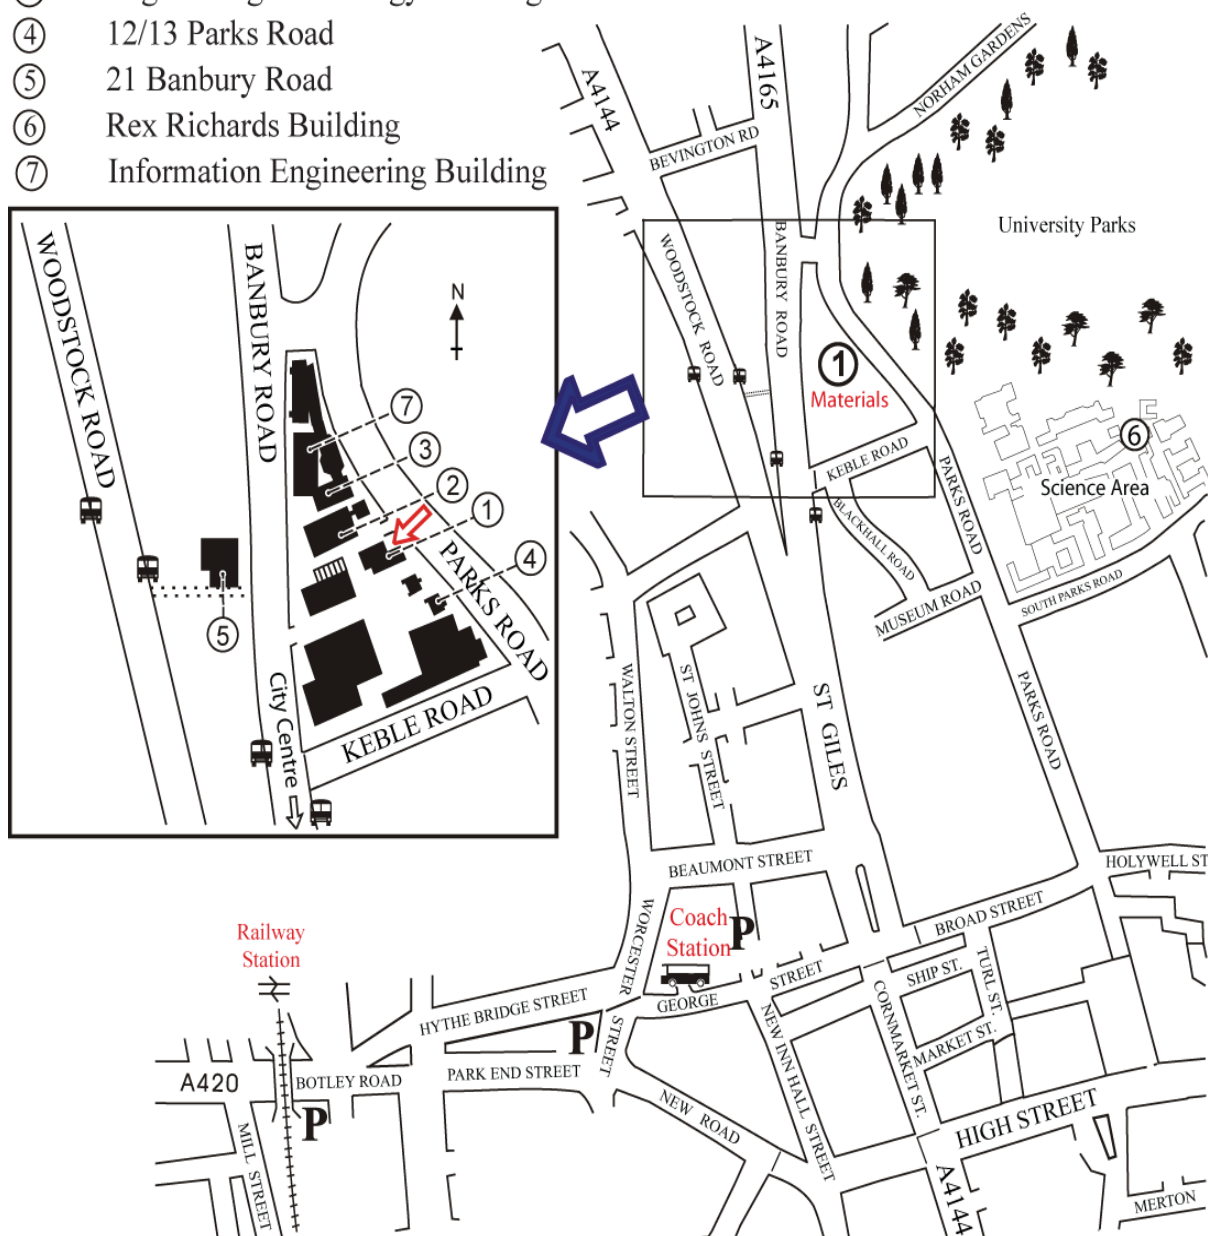 ④ 12/13 Parks Road
⑤ 21 Banbury Road
⑥ Rex Richards Building
⑦ Information Engineering Building
WOODSTOCK ROAD
BANBURY ROAD
N
7
3
2
1
4
5
PARKS ROAD
KEBLE ROAD
City Centre
A4144
A4165
NORHAM GARDENS
BEVINGTON RD
University Parks
WOODSTOCK ROAD
BANBURY ROAD
1
Materials
6
Science Area
KEBLE ROAD
PARKS ROAD
BLACKHALL ROAD
MUSEUM ROAD
SOUTH PARKS ROAD
WALTON STREET
ST JOHNS STREET
ST GILES
PARKS ROAD
BEAUMONT STREET
HOLYWELL ST
WORCESTER
STREET
Coach
Station
P
BROAD STREET
Railway
Station
HYTHE BRIDGE STREET
GEORGE
STREET
SHIP ST.
TURL ST.
CORNMARKET ST.
MARKET ST.
NEW INN HALL STREET
P
A420
BOTLEY ROAD
PARK END STREET
P
NEW ROAD
HIGH STREET
MILL STREET
A4144
MERTON